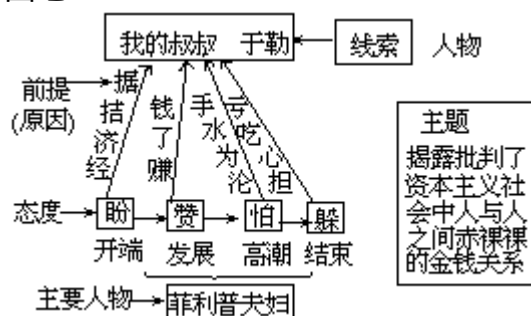 我的叔叔 于勒
线索
人物
前提
(原因)
经济拮据
赚了钱
沦为水手
担心吃亏
态度
盼
赞
怕
躲
开端
发展
高潮
结束
主要人物
菲利普夫妇
主题
揭露批判了
资本主义社
会中人与人
之间赤裸裸
的金钱关系